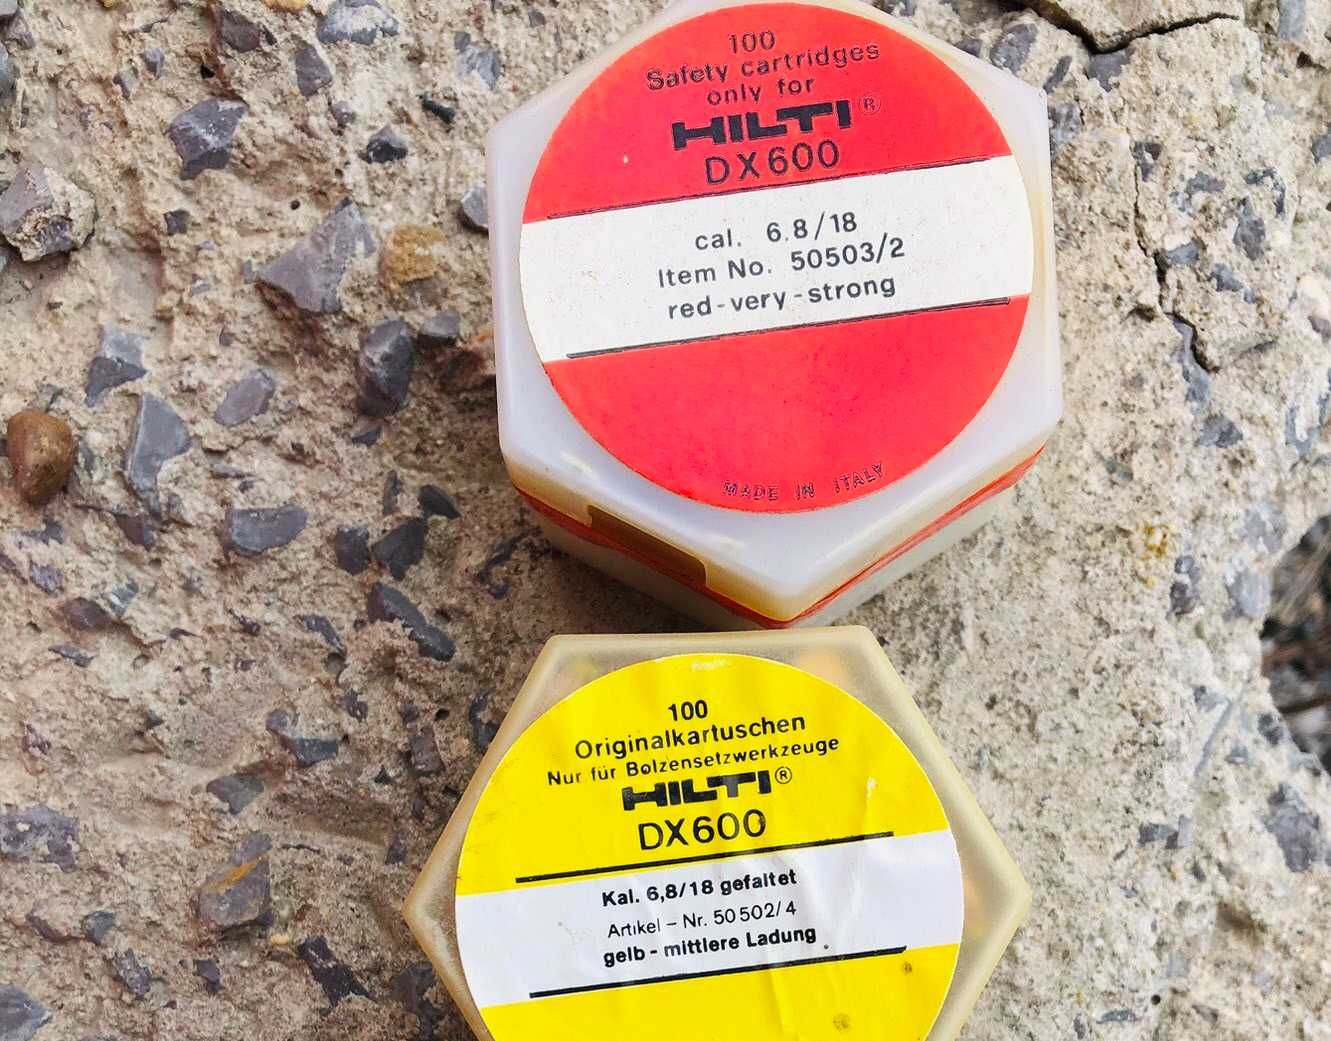 100
Safety cartridges
only for
HILTI®
DX600
cal. 6.8/18
Item No. 50503/2
red-very-strong
MADE IN ITALY
100
Originalkartuschen
Nur für Bolzensetzwerkzeuge
HILTI®
DX600
Kal. 6,8/18 gefaltet
Artikel – Nr. 50502/4
gelb - mittlere Ladung